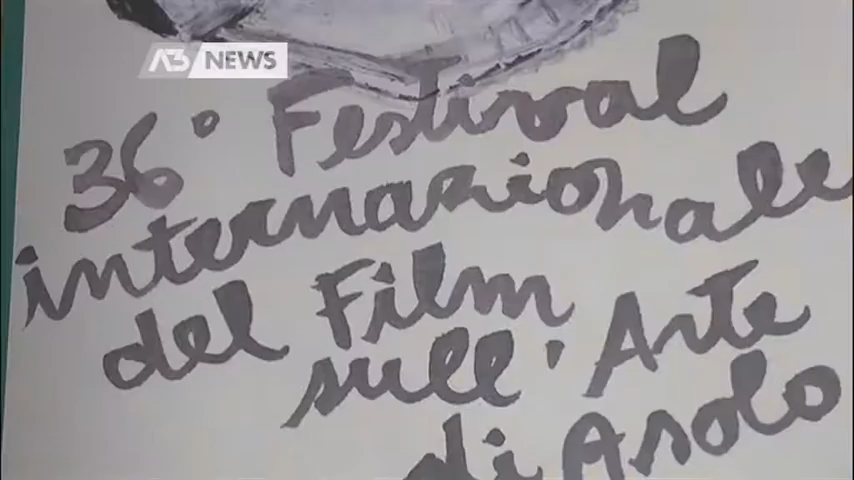 A3 NEWS
36° Festival
internazionale
del Film
sull'Arte
di Asolo